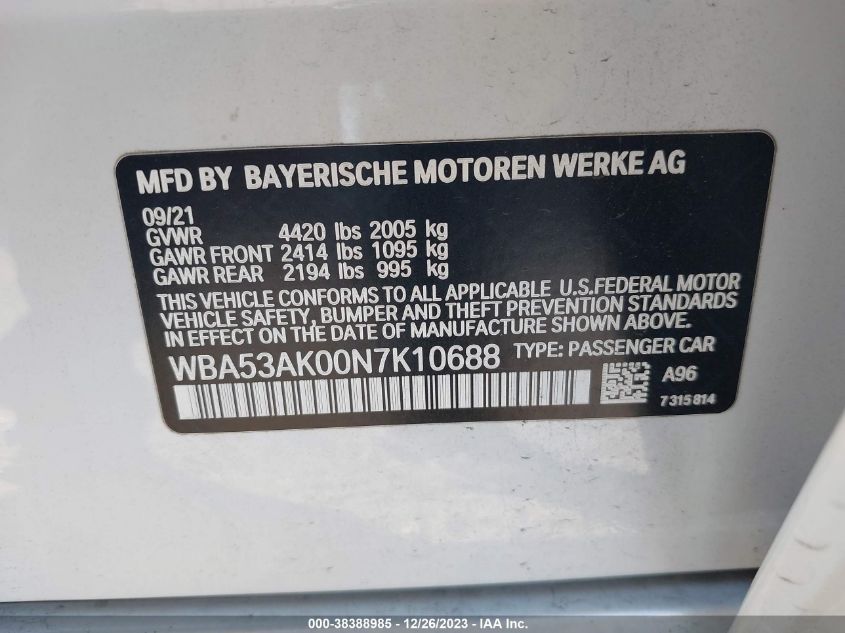 MFD BY BAYERISCHE MOTOREN WERKE AG
09/21
GVWR 4420 lbs 2005 kg
GAWR FRONT 2414 lbs 1095 kg
GAWR REAR 2194 lbs 995 kg
THIS VEHICLE CONFORMS TO ALL APPLICABLE U.S.FEDERAL MOTOR
VEHICLE SAFETY, BUMPER AND THEFT PREVENTION STANDARDS
IN EFFECT ON THE DATE OF MANUFACTURE SHOWN ABOVE.
WBA53AK00N7K10688 TYPE: PASSENGER CAR
A96
7315814
000-38388985 - 12/26/2023 - IAA Inc.